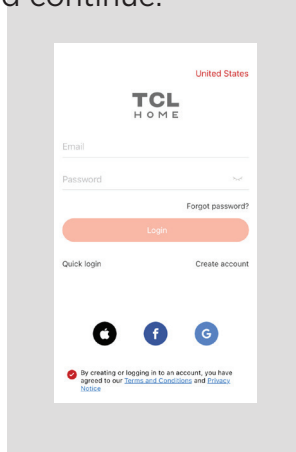 d continue.
United States
TCL
HOME
Email
Password
Forgot password?
Login
Quick login
Create account
f
G
By creating or logging in to an account, you have
agreed to our Terms and Conditions and Privacy
Notice